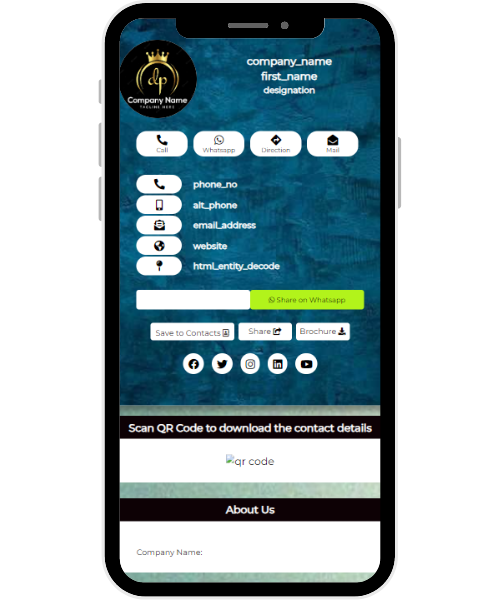 dp
Company Name
TAGLINE HERE
company_name
first_name
designation
Call
Whatsapp
Direction
Mail
phone_no
alt_phone
email_address
website
html_entity_decode
Share on Whatsapp
Save to Contacts
Share
Brochure
Scan QR Code to download the contact details
qr code
About Us
Company Name: